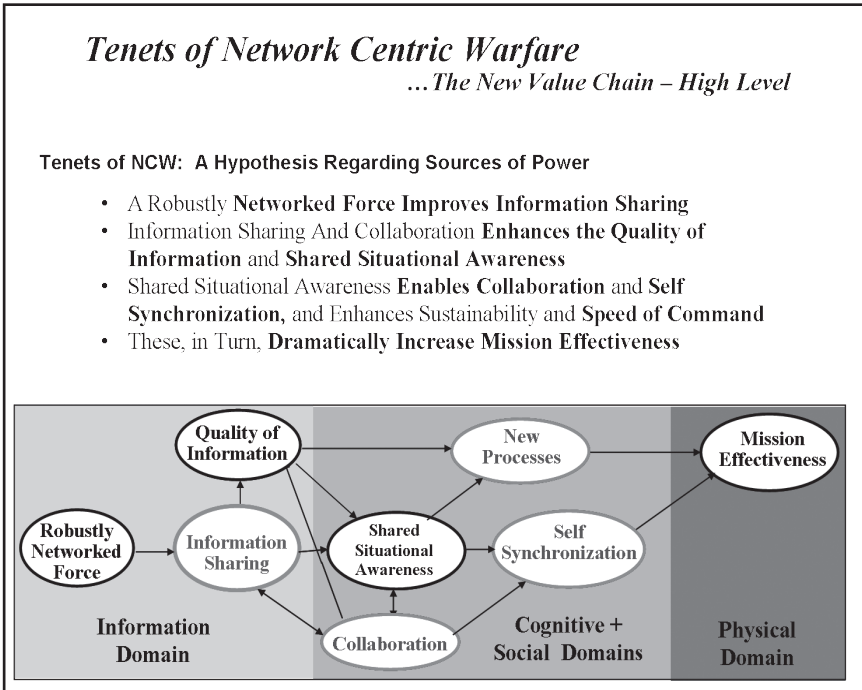 Tenets of Network Centric Warfare
…The New Value Chain – High Level
Tenets of NCW: A Hypothesis Regarding Sources of Power
• A Robustly Networked Force Improves Information Sharing
• Information Sharing And Collaboration Enhances the Quality of
Information and Shared Situational Awareness
• Shared Situational Awareness Enables Collaboration and Self
Synchronization, and Enhances Sustainability and Speed of Command
• These, in Turn, Dramatically Increase Mission Effectiveness
Quality of
Information
New
Processes
Mission
Effectiveness
Robustly
Networked
Force
Information
Sharing
Shared
Situational
Awareness
Self
Synchronization
Collaboration
Information
Domain
Cognitive +
Social Domains
Physical
Domain